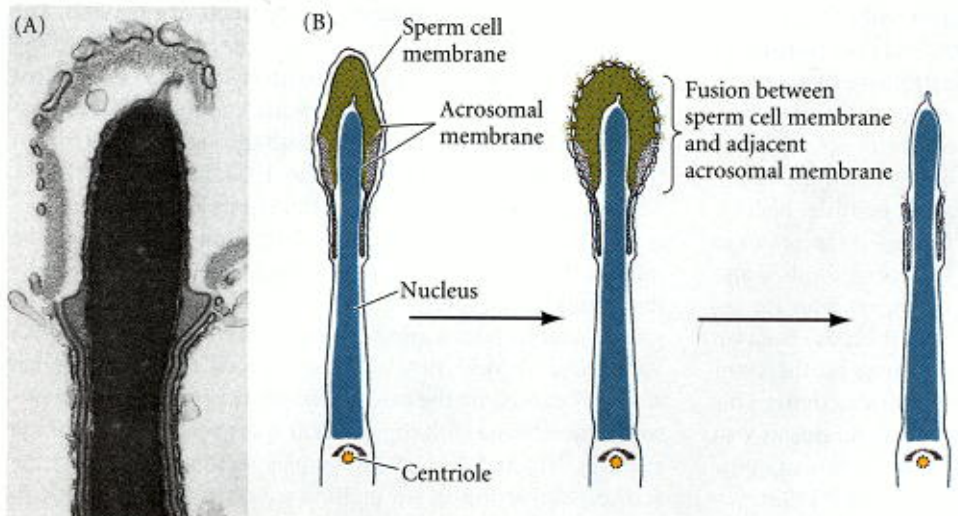 (A)
(B)
Sperm cell
membrane
Acrosomal
membrane
Nucleus
Centriole
Fusion between
sperm cell membrane
and adjacent
acrosomal membrane